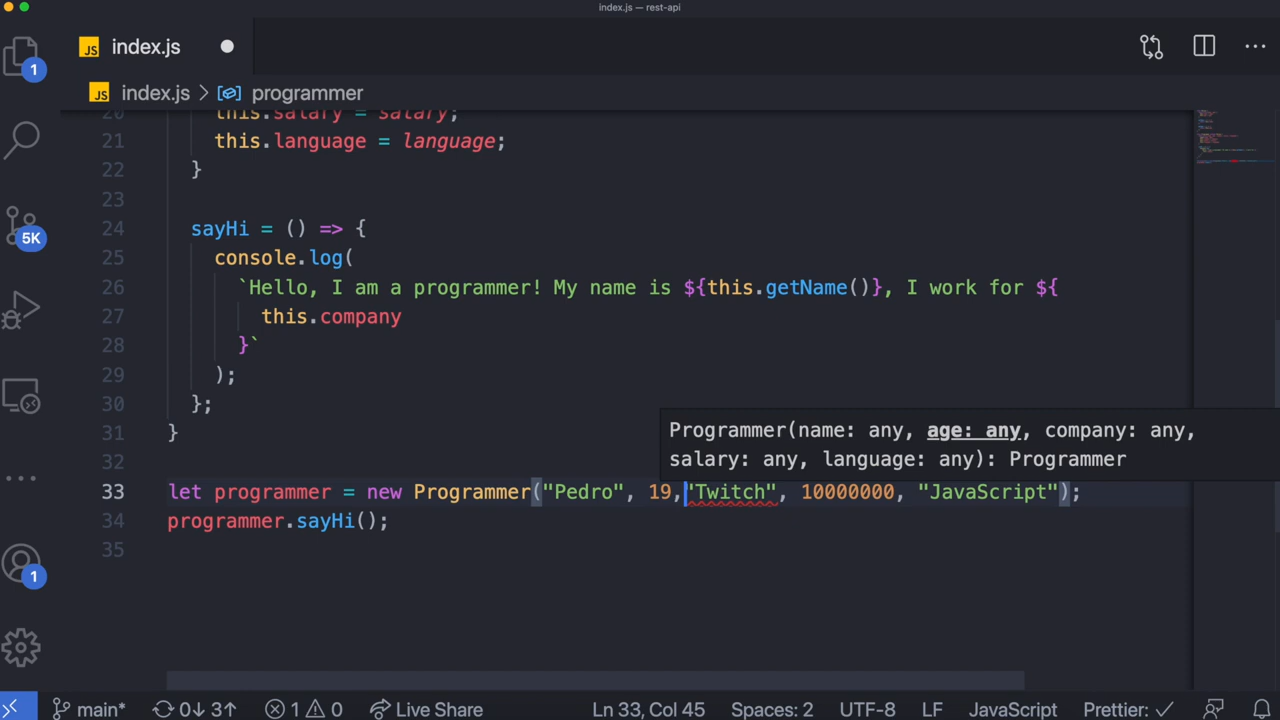 index.js — rest-api
JS index.js
1
JS index.js > programmer
20 this.salary = salary;
21 this.language = language;
22 }
23
24 sayHi = () => {
25 console.log(
26 `Hello, I am a programmer! My name is ${this.getName()}, I work for ${
27 this.company
28 }`
29 );
30 };
31 }
32
Programmer(name: any, age: any, company: any,
salary: any, language: any): Programmer
33 let programmer = new Programmer("Pedro", 19,"Twitch", 10000000, "JavaScript");
34 programmer.sayHi();
35
5K
1
main* 0↓ 3↑ 1 0 Live Share Ln 33, Col 45 Spaces: 2 UTF-8 LF JavaScript Prettier: ✓